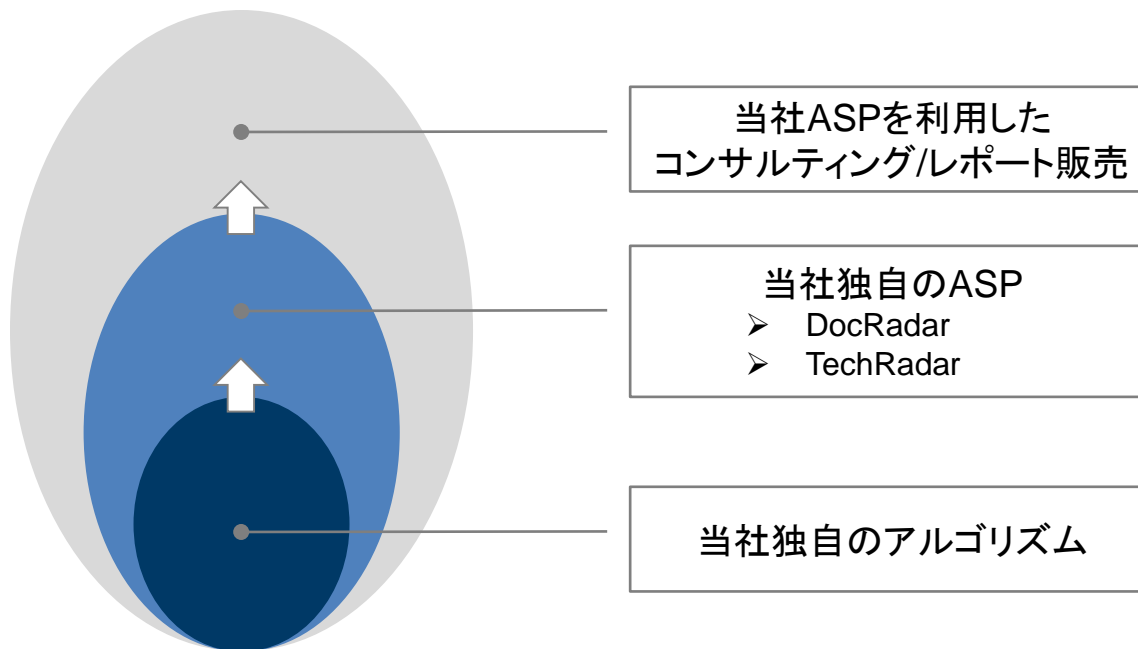 当社ASPを利用した
コンサルティング/レポート販売
当社独自のASP
➢ DocRadar
➢ TechRadar
当社独自のアルゴリズム